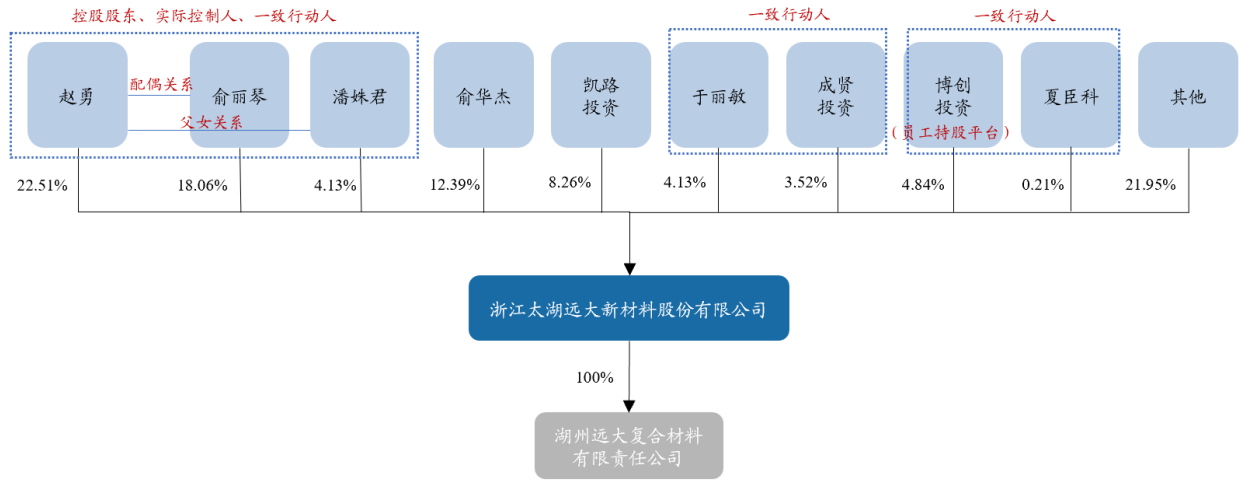 控股股东、实际控制人、一致行动人
一致行动人
一致行动人
赵勇
配偶关系
俞丽琴
父女关系
潘姝君
俞华杰
凯路
投资
于丽敏
成贤
投资
博创
投资
(员工持股平台)
夏臣科
其他
22.51%
18.06%
4.13%
12.39%
8.26%
4.13%
3.52%
4.84%
0.21%
21.95%
浙江太湖远大新材料股份有限公司
100%
湖州远大复合材料
有限责任公司